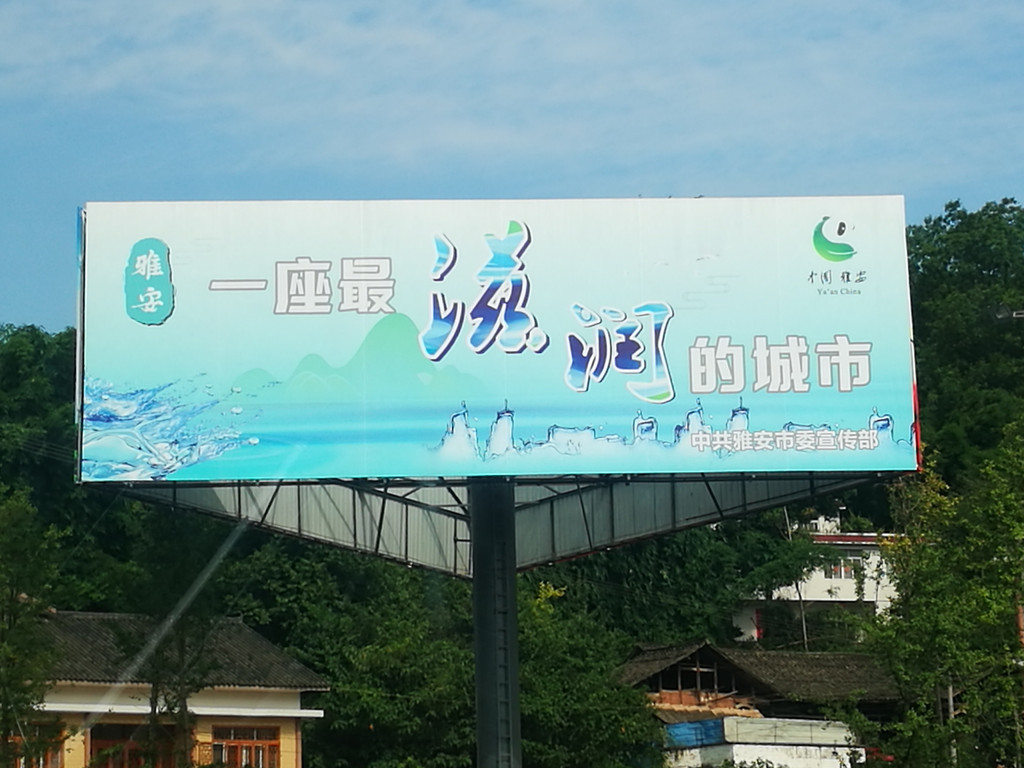 雅安
一座最滋润的城市
中国 雅安
Ya'an China
中共雅安市委宣传部